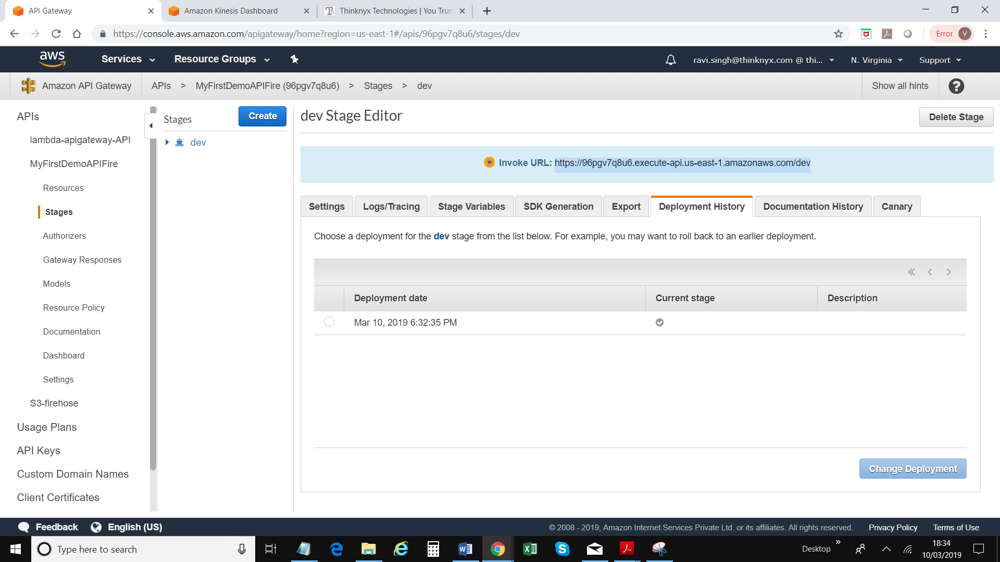 API Gateway
Amazon Kinesis Dashboard
Thinknyx Technologies | You Trus
https://console.aws.amazon.com/apigateway/home?region=us-east-1#/apis/96pgv7q8u6/stages/dev
Error V
aws
Services
Resource Groups
ravi.singh@thinknyx.com @ thi...
N. Virginia
Support
Amazon API Gateway
APIs > MyFirstDemoAPIFire (96pgv7q8u6) > Stages > dev
Show all hints
?
APIs
lambda-apigateway-API
MyFirstDemoAPIFire
Resources
Stages
Authorizers
Gateway Responses
Models
Resource Policy
Documentation
Dashboard
Settings
S3-firehose
Usage Plans
API Keys
Custom Domain Names
Client Certificates
Stages
Create
dev
dev Stage Editor
Delete Stage
Invoke URL: https://96pgv7q8u6.execute-api.us-east-1.amazonaws.com/dev
Settings
Logs/Tracing
Stage Variables
SDK Generation
Export
Deployment History
Documentation History
Canary
Choose a deployment for the dev stage from the list below. For example, you may want to roll back to an earlier deployment.
Deployment date
Current stage
Description
Mar 10, 2019 6:32:35 PM
Change Deployment
Feedback
English (US)
© 2008 - 2019, Amazon Internet Services Private Ltd. or its affiliates. All rights reserved.
Privacy Policy
Terms of Use
Type here to search
Desktop
18:34
10/03/2019